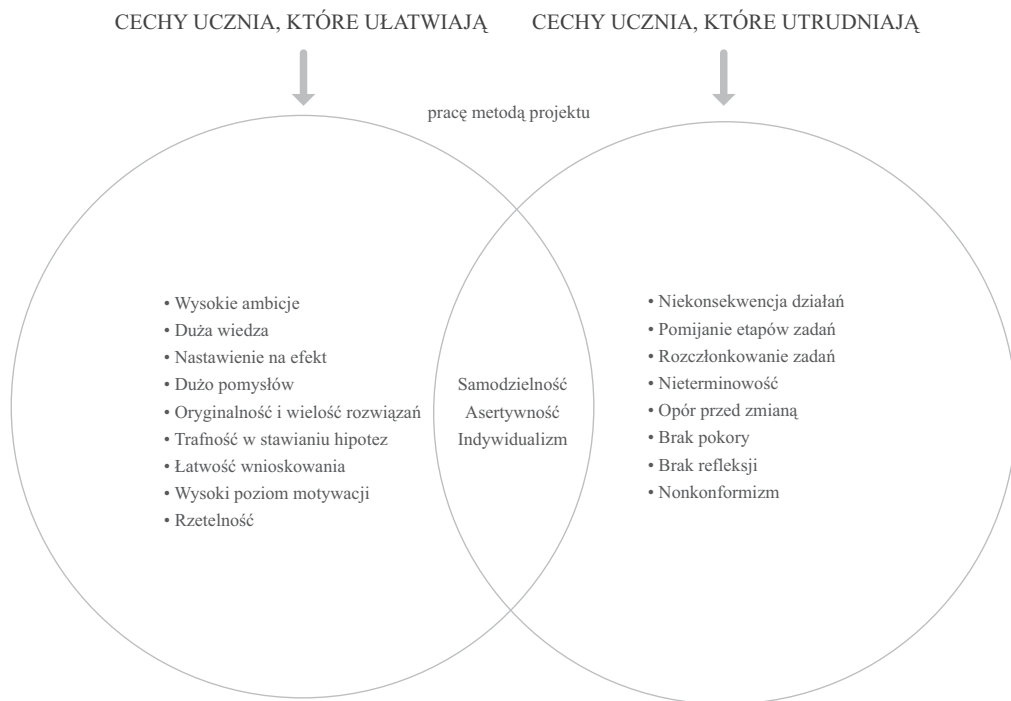 CECHY UCZNIA, KTÓRE UŁATWIAJĄ
CECHY UCZNIA, KTÓRE UTRUDNIAJĄ
pracę metodą projektu
• Wysokie ambicje
• Duża wiedza
• Nastawienie na efekt
• Dużo pomysłów
• Oryginalność i wielość rozwiązań
• Trafność w stawianiu hipotez
• Łatwość wnioskowania
• Wysoki poziom motywacji
• Rzetelność
Samodzielność
Asertywność
Indywidualizm
• Niekonsekwencja działań
• Pomijanie etapów zadań
• Rozczłonkowanie zadań
• Nieterminowość
• Opór przed zmianą
• Brak pokory
• Brak refleksji
• Nonkonformizm